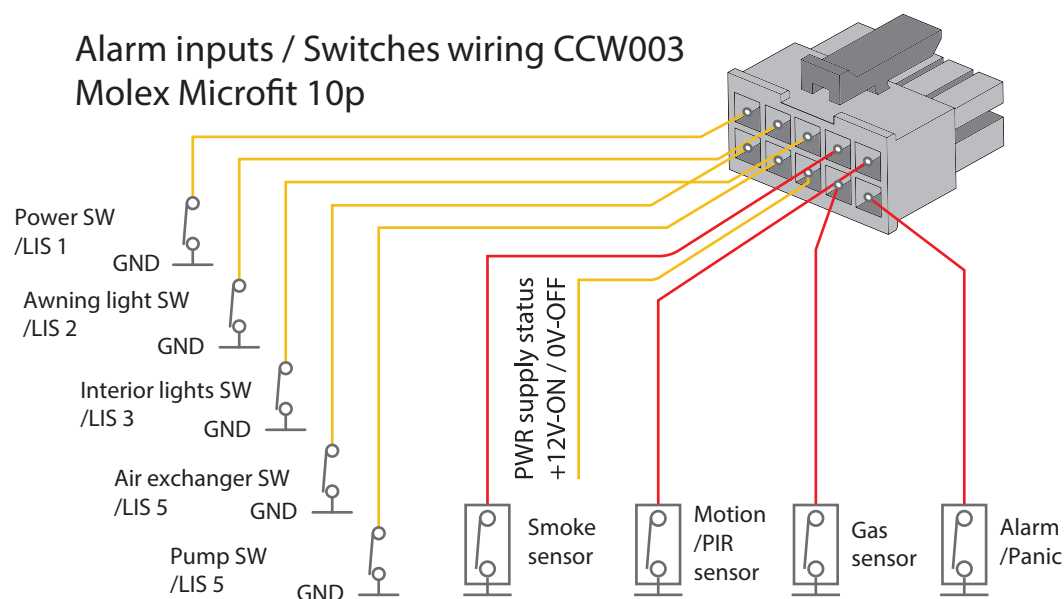 Alarm inputs / Switches wiring CCW003
Molex Microfit 10p
Power SW
/LIS 1
GND
Awning light SW
/LIS 2
GND
Interior lights SW
/LIS 3
GND
Air exchanger SW
/LIS 5
GND
Pump SW
/LIS 5
GND
PWR supply status
+12V-ON / 0V-OFF
Smoke
sensor
Motion
/PIR
sensor
Gas
sensor
Alarm
/Panic